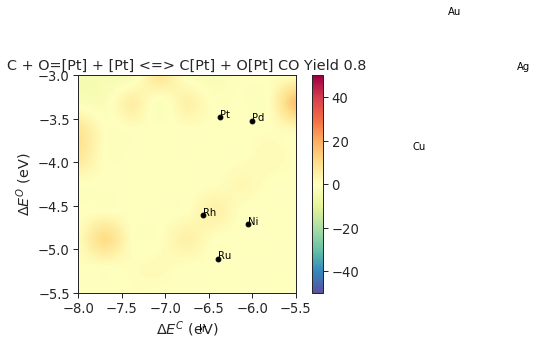 Au
C + O=[Pt] + [Pt] <=> C[Pt] + O[Pt] CO Yield 0.8
Ag
−3.0
−3.5
−4.0
−4.5
−5.0
−5.5
ΔE^O (eV)
Pt
Pd
Rh
Ni
Ru
Cu
40
20
0
−20
−40
−8.0 −7.5 −7.0 −6.5 −6.0 −5.5
ΔE^C (eV)